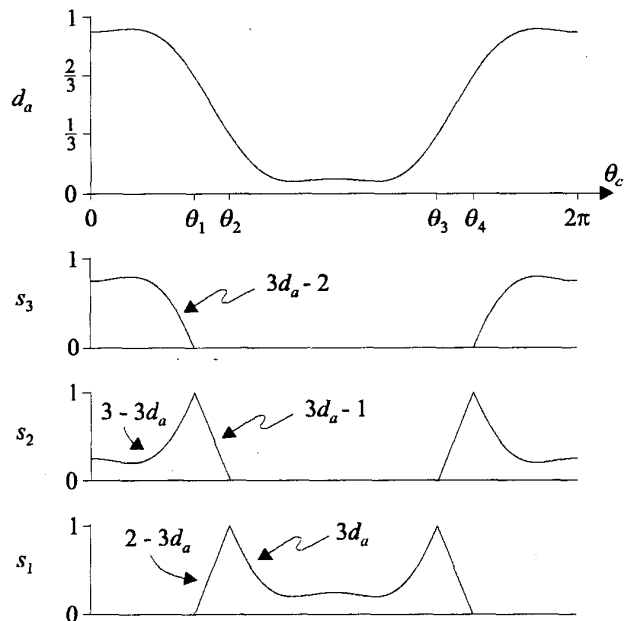 1
2/3
d_a
1/3
0
θ_c
0 θ_1 θ_2 θ_3 θ_4 2π
1
3d_a - 2
s_3
0
1
3 - 3d_a
3d_a - 1
s_2
0
1
2 - 3d_a
3d_a
s_1
0